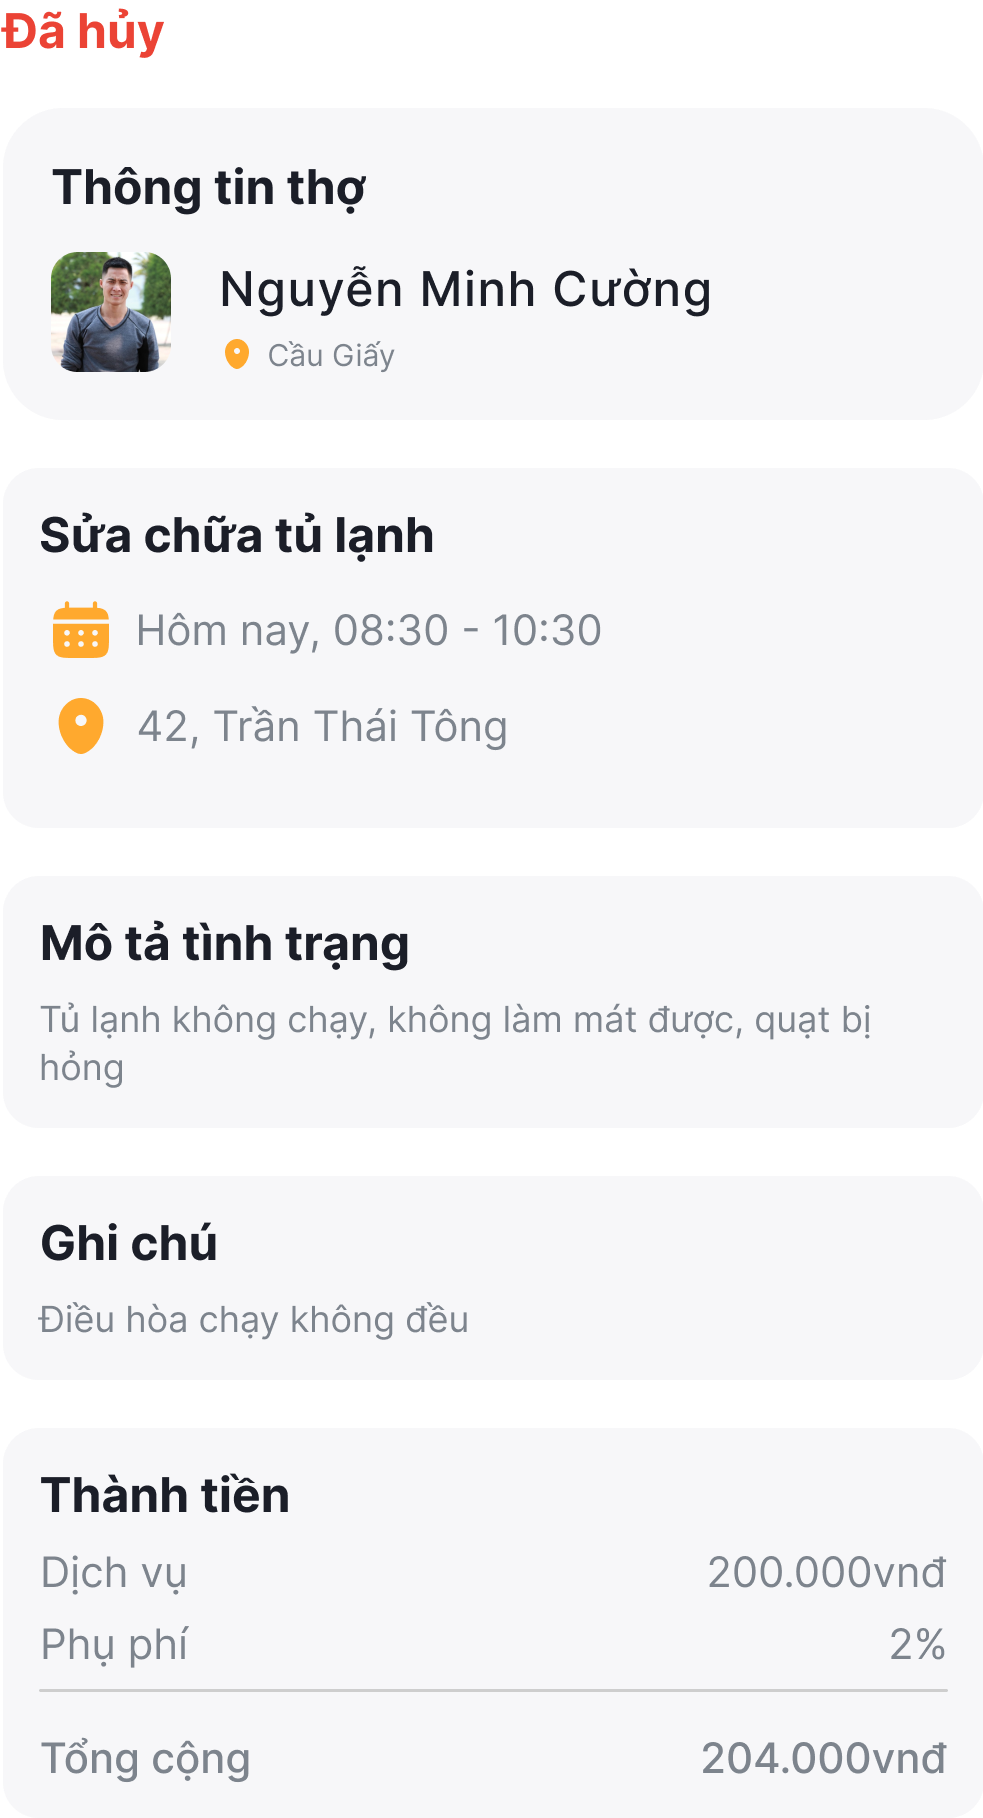 Đã hủy
Thông tin thợ
Nguyễn Minh Cường
Cầu Giấy
Sửa chữa tủ lạnh
Hôm nay, 08:30 - 10:30
42, Trần Thái Tông
Mô tả tình trạng
Tủ lạnh không chạy, không làm mát được, quạt bị
hỏng
Ghi chú
Điều hòa chạy không đều
Thành tiền
Dịch vụ 200.000vnđ
Phụ phí 2%
Tổng cộng 204.000vnđ